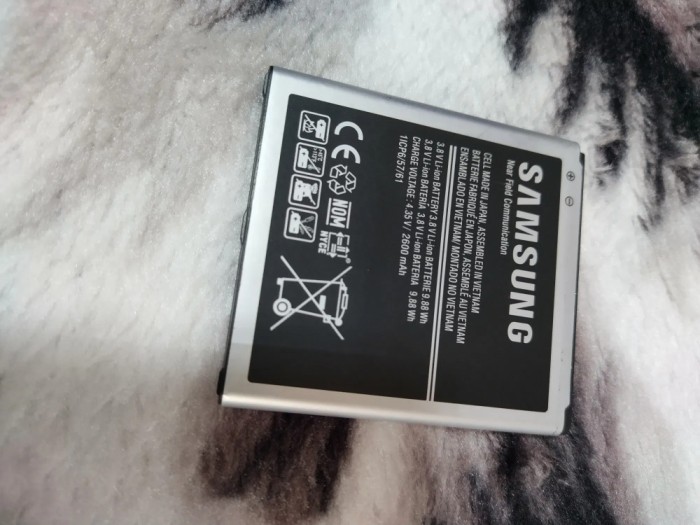 SAMSUNG
Near Field Communication
CELL MADE IN JAPAN, ASSEMBLED IN VIETNAM
BATTERIE FABRIQUÉ EN JAPON, ASSEMBLÉ AU VIETNAM
ENSAMBLADO EN VIETNAM/ MONTADO NO VIETNAM
3.8 V Li-ion BATTERY 3.8 V Li-ion BATTERIE 9.88 Wh
3.8 V Li-ion BATERÍA 3.8 V Li-ion BATERIA 9.88 Wh
CHARGE VOLTAGE : 4.35 V/ 2600 mAh
1ICP6/57/61
CE
NOM
NYCE